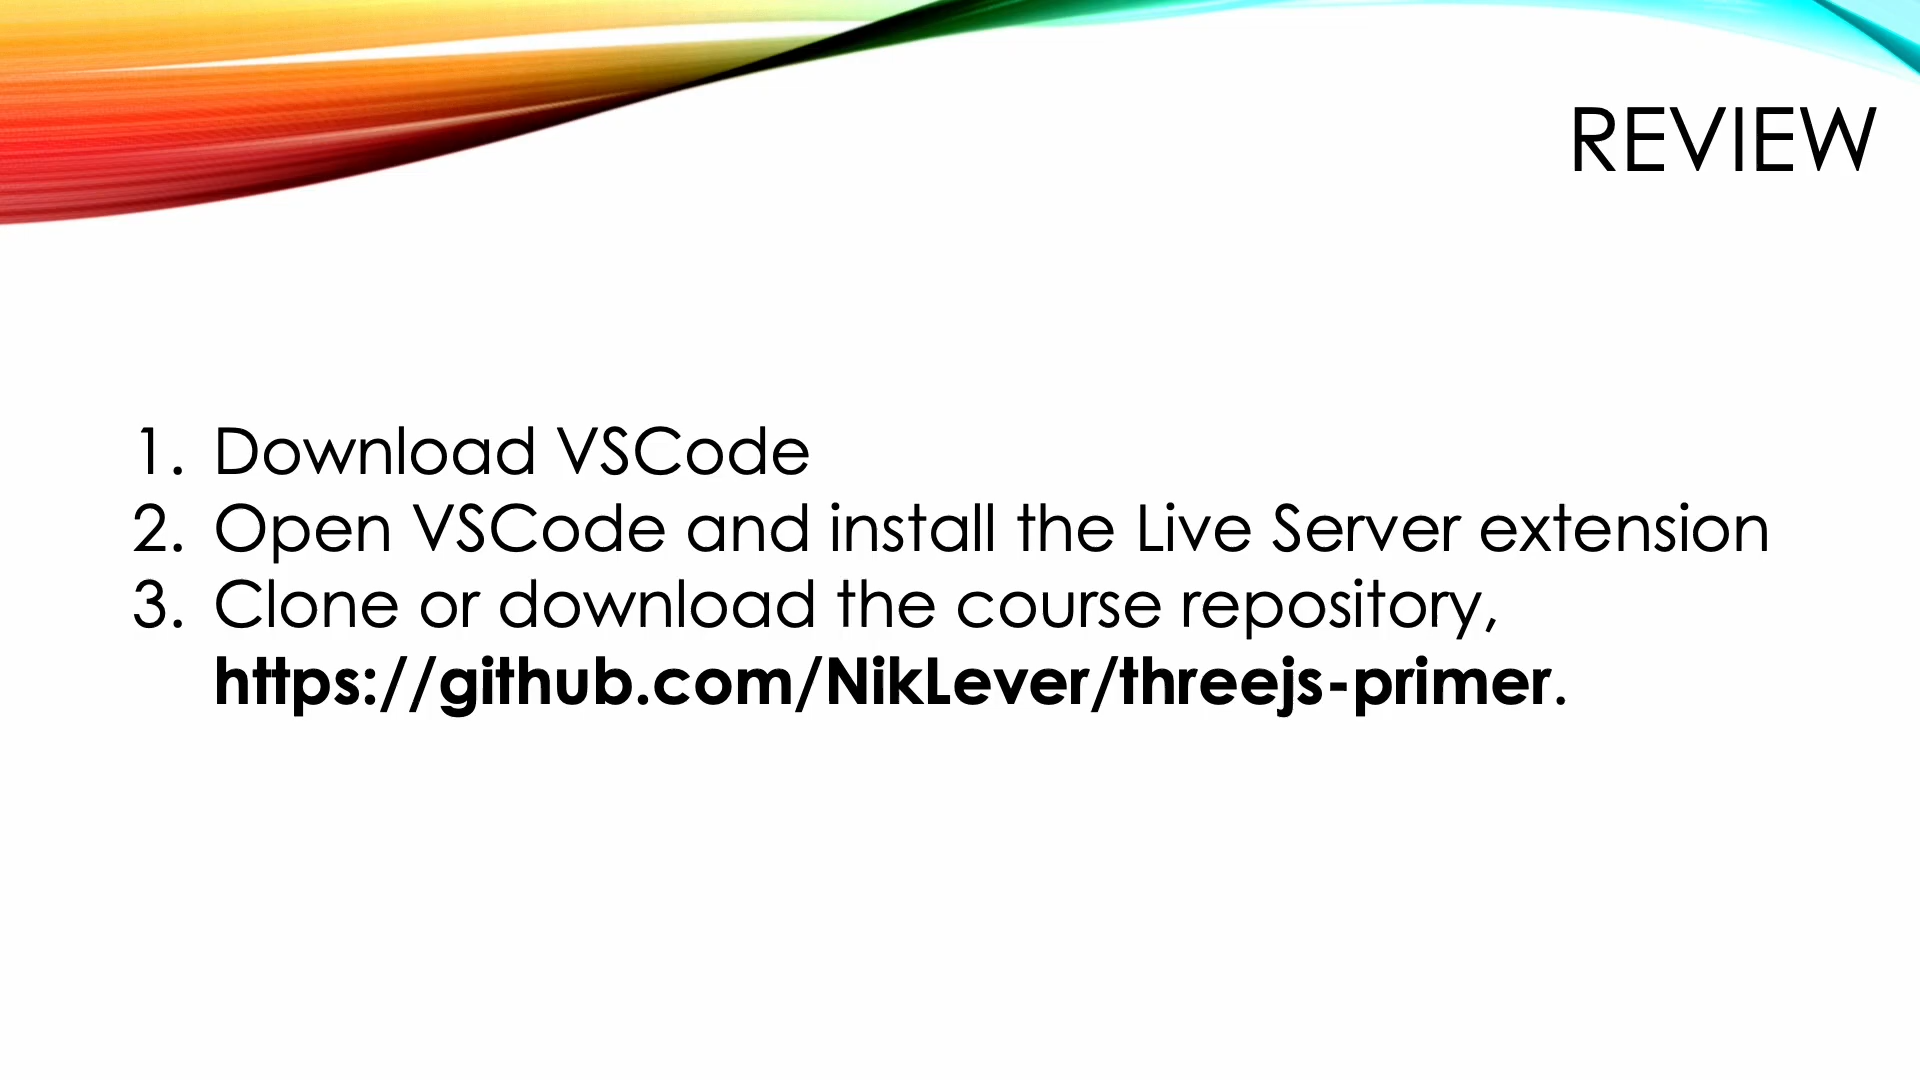 REVIEW
1. Download VSCode
2. Open VSCode and install the Live Server extension
3. Clone or download the course repository,
https://github.com/NikLever/threejs-primer.